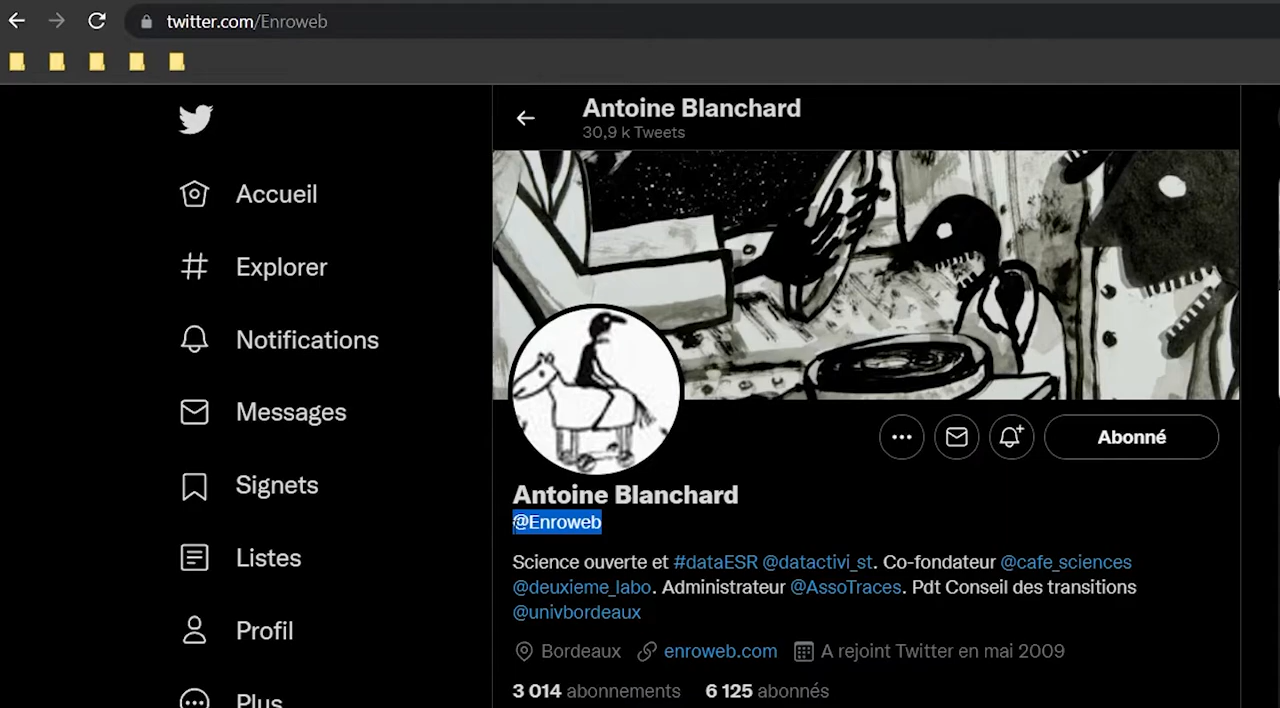 twitter.com/Enroweb
Antoine Blanchard
30,9 k Tweets
Accueil
Explorer
Notifications
Messages
Signets
Listes
Profil
Plus
Abonné
Antoine Blanchard
@Enroweb
Science ouverte et #dataESR @datactivi_st. Co-fondateur @cafe_sciences
@deuxieme_labo. Administrateur @AssoTraces. Pdt Conseil des transitions
@univbordeaux
Bordeaux enroweb.com A rejoint Twitter en mai 2009
3 014 abonnements 6 125 abonnés